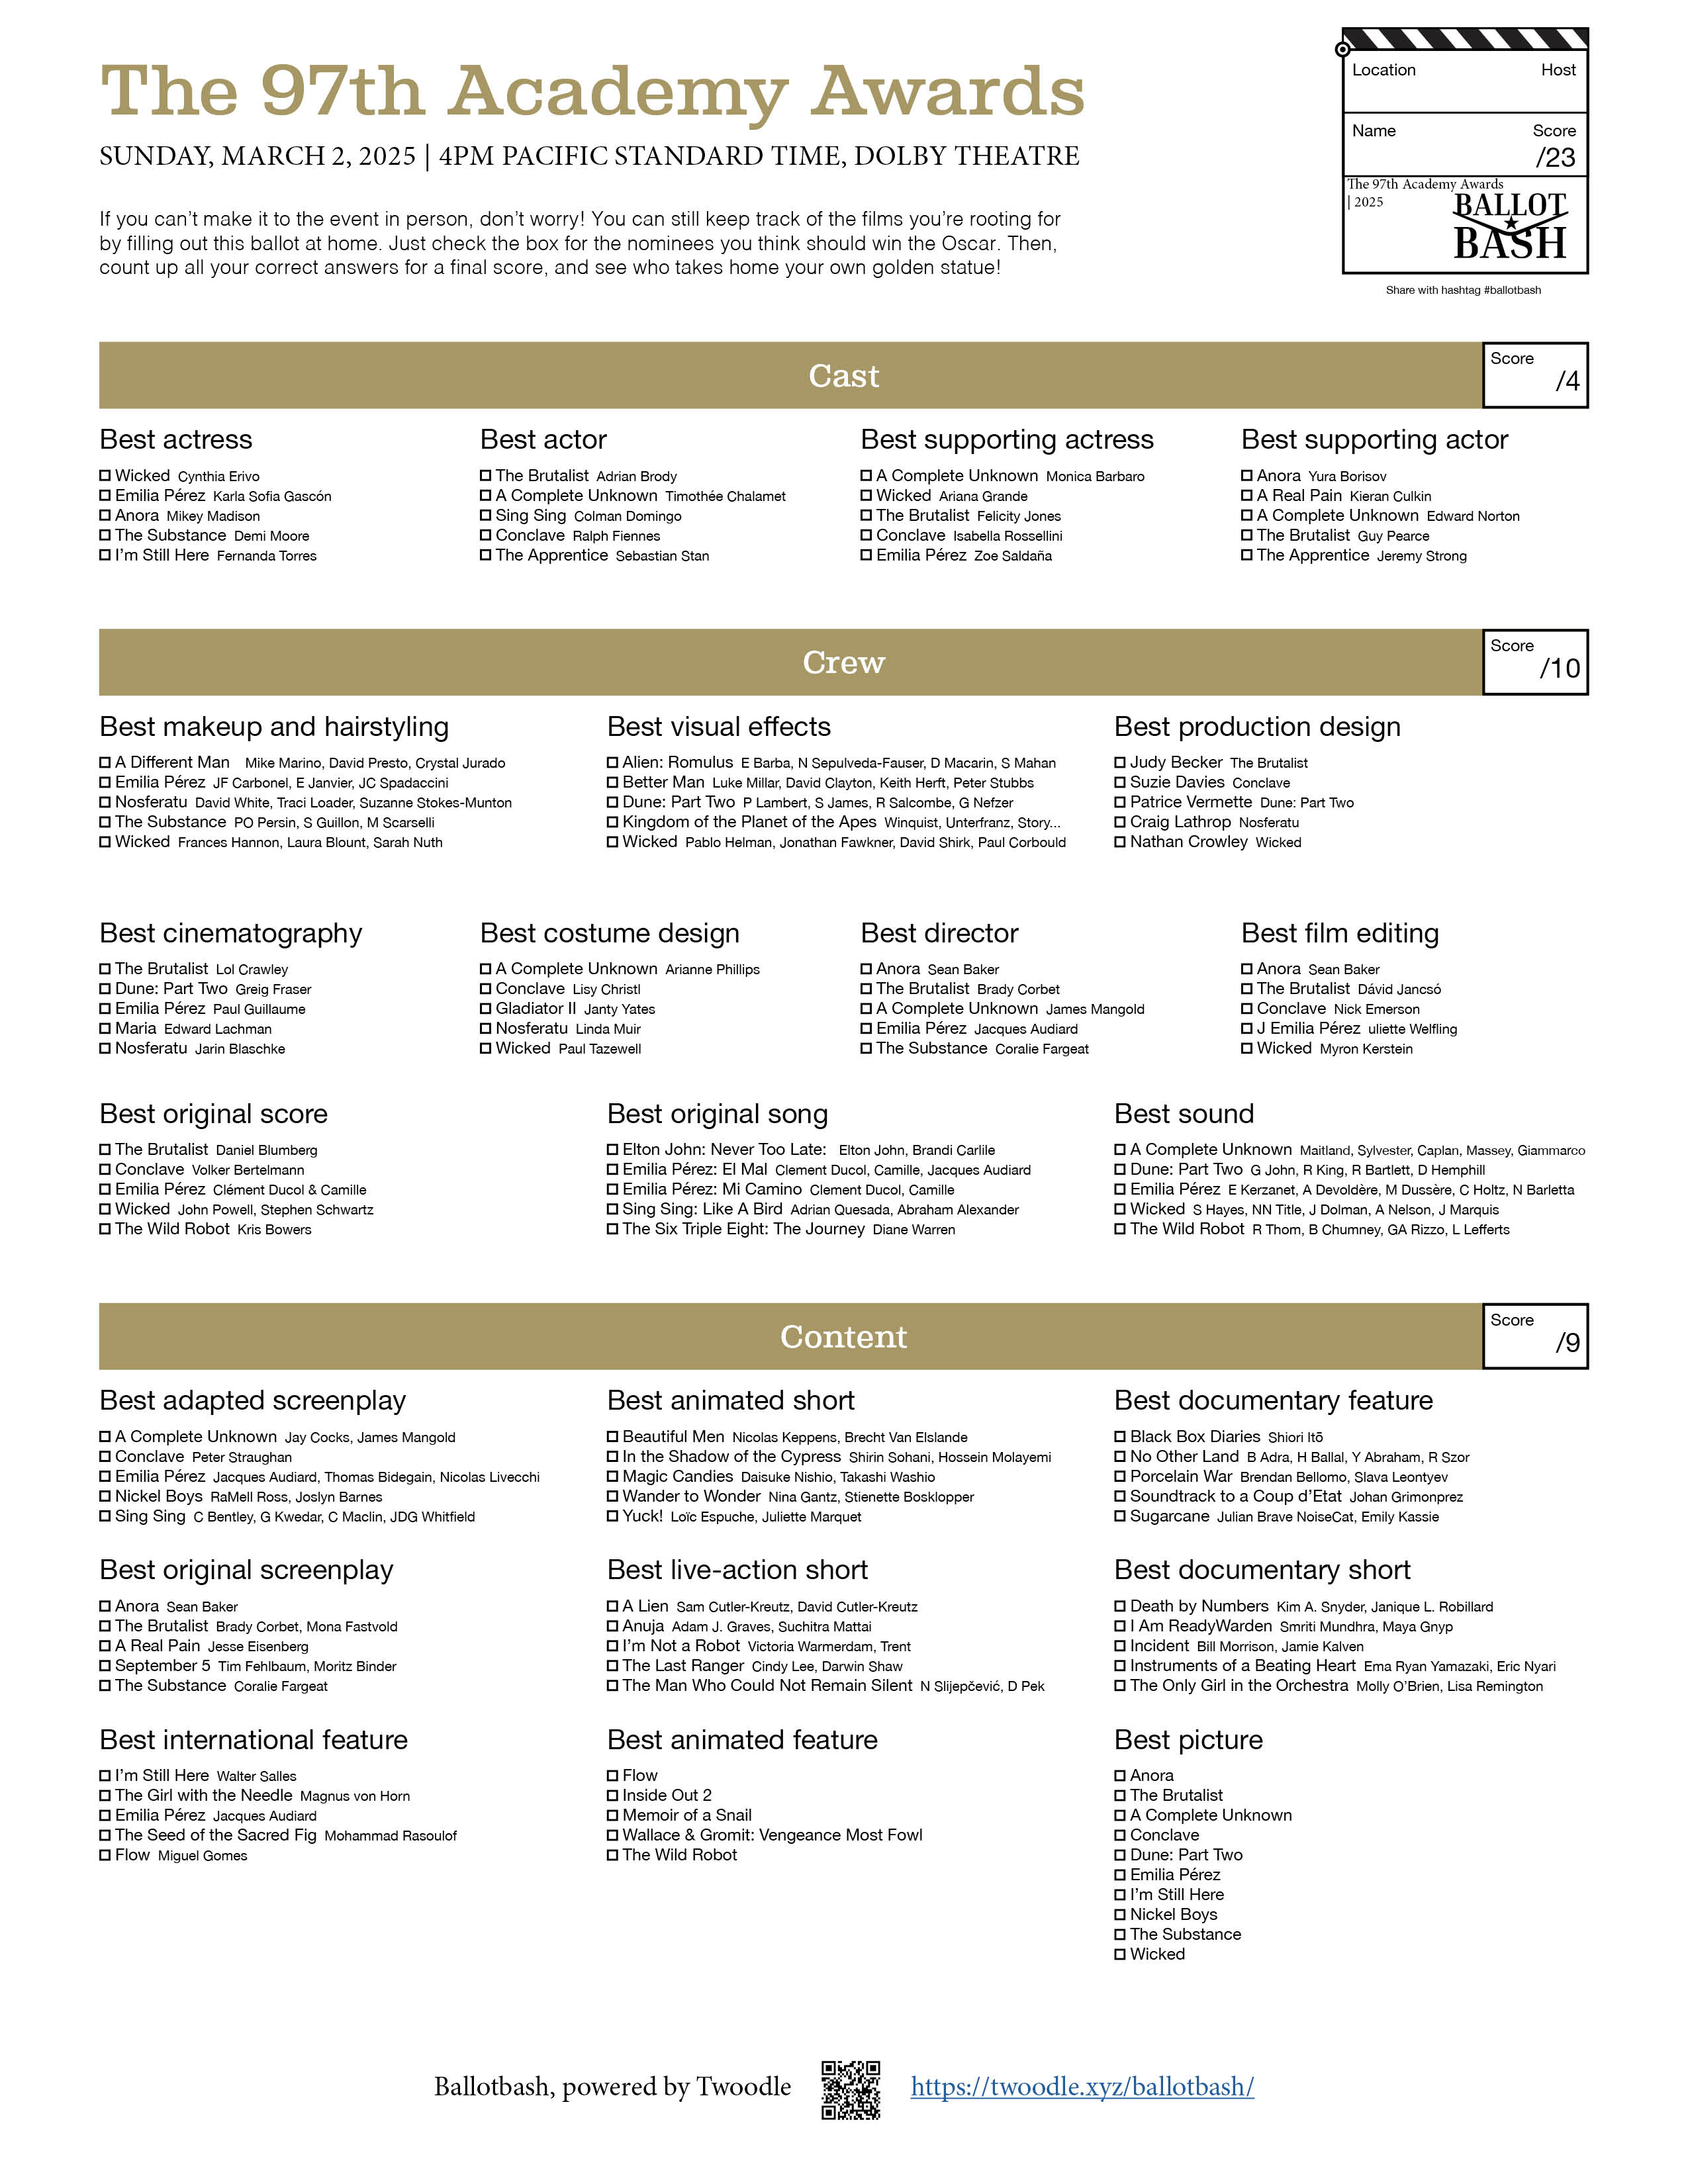 The 97th Academy Awards
SUNDAY, MARCH 2, 2025 | 4PM PACIFIC STANDARD TIME, DOLBY THEATRE
If you can’t make it to the event in person, don’t worry! You can still keep track of the films you’re rooting for
by filling out this ballot at home. Just check the box for the nominees you think should win the Oscar. Then,
count up all your correct answers for a final score, and see who takes home your own golden statue!
Location Host
Name Score
/23
The 97th Academy Awards
| 2025
BALLOT
BASH
Share with hashtag #ballotbash
Cast
Score
/4
Best actress
Wicked Cynthia Erivo
Emilia Pérez Karla Sofia Gascón
Anora Mikey Madison
The Substance Demi Moore
I’m Still Here Fernanda Torres
Best actor
The Brutalist Adrian Brody
A Complete Unknown Timothée Chalamet
Sing Sing Colman Domingo
Conclave Ralph Fiennes
The Apprentice Sebastian Stan
Best supporting actress
A Complete Unknown Monica Barbaro
Wicked Ariana Grande
The Brutalist Felicity Jones
Conclave Isabella Rossellini
Emilia Pérez Zoe Saldaña
Best supporting actor
Anora Yura Borisov
A Real Pain Kieran Culkin
A Complete Unknown Edward Norton
The Brutalist Guy Pearce
The Apprentice Jeremy Strong
Crew
Score
/10
Best makeup and hairstyling
A Different Man Mike Marino, David Presto, Crystal Jurado
Emilia Pérez JF Carbonel, E Janvier, JC Spadaccini
Nosferatu David White, Traci Loader, Suzanne Stokes-Munton
The Substance PO Persin, S Guillon, M Scarselli
Wicked Frances Hannon, Laura Blount, Sarah Nuth
Best visual effects
Alien: Romulus E Barba, N Sepulveda-Fauser, D Macarin, S Mahan
Better Man Luke Millar, David Clayton, Keith Herft, Peter Stubbs
Dune: Part Two P Lambert, S James, R Salcombe, G Nefzer
Kingdom of the Planet of the Apes Winquist, Unterfranz, Story...
Wicked Pablo Helman, Jonathan Fawkner, David Shirk, Paul Corbould
Best production design
Judy Becker The Brutalist
Suzie Davies Conclave
Patrice Vermette Dune: Part Two
Craig Lathrop Nosferatu
Nathan Crowley Wicked
Best cinematography
The Brutalist Lol Crawley
Dune: Part Two Greig Fraser
Emilia Pérez Paul Guillaume
Maria Edward Lachman
Nosferatu Jarin Blaschke
Best costume design
A Complete Unknown Arianne Phillips
Conclave Lisy Christl
Gladiator II Janty Yates
Nosferatu Linda Muir
Wicked Paul Tazewell
Best director
Anora Sean Baker
The Brutalist Brady Corbet
A Complete Unknown James Mangold
Emilia Pérez Jacques Audiard
The Substance Coralie Fargeat
Best film editing
Anora Sean Baker
The Brutalist Dávid Jancsó
Conclave Nick Emerson
J Emilia Pérez uliette Welfling
Wicked Myron Kerstein
Best original score
The Brutalist Daniel Blumberg
Conclave Volker Bertelmann
Emilia Pérez Clément Ducol & Camille
Wicked John Powell, Stephen Schwartz
The Wild Robot Kris Bowers
Best original song
Elton John: Never Too Late: Elton John, Brandi Carlile
Emilia Pérez: El Mal Clement Ducol, Camille, Jacques Audiard
Emilia Pérez: Mi Camino Clement Ducol, Camille
Sing Sing: Like A Bird Adrian Quesada, Abraham Alexander
The Six Triple Eight: The Journey Diane Warren
Best sound
A Complete Unknown Maitland, Sylvester, Caplan, Massey, Giammarco
Dune: Part Two G John, R King, R Bartlett, D Hemphill
Emilia Pérez E Kerzanet, A Devoldère, M Dussère, C Holtz, N Barletta
Wicked S Hayes, NN Title, J Dolman, A Nelson, J Marquis
The Wild Robot R Thom, B Chumney, GA Rizzo, L Lefferts
Content
Score
/9
Best adapted screenplay
A Complete Unknown Jay Cocks, James Mangold
Conclave Peter Straughan
Emilia Pérez Jacques Audiard, Thomas Bidegain, Nicolas Livecchi
Nickel Boys RaMell Ross, Joslyn Barnes
Sing Sing C Bentley, G Kwedar, C Maclin, JDG Whitfield
Best animated short
Beautiful Men Nicolas Keppens, Brecht Van Elslande
In the Shadow of the Cypress Shirin Sohani, Hossein Molayemi
Magic Candies Daisuke Nishio, Takashi Washio
Wander to Wonder Nina Gantz, Stienette Bosklopper
Yuck! Loïc Espuche, Juliette Marquet
Best documentary feature
Black Box Diaries Shiori Itō
No Other Land B Adra, H Ballal, Y Abraham, R Szor
Porcelain War Brendan Bellomo, Slava Leontyev
Soundtrack to a Coup d’Etat Johan Grimonprez
Sugarcane Julian Brave NoiseCat, Emily Kassie
Best original screenplay
Anora Sean Baker
The Brutalist Brady Corbet, Mona Fastvold
A Real Pain Jesse Eisenberg
September 5 Tim Fehlbaum, Moritz Binder
The Substance Coralie Fargeat
Best live-action short
A Lien Sam Cutler-Kreutz, David Cutler-Kreutz
Anuja Adam J. Graves, Suchitra Mattai
I’m Not a Robot Victoria Warmerdam, Trent
The Last Ranger Cindy Lee, Darwin Shaw
The Man Who Could Not Remain Silent N Slijepčević, D Pek
Best documentary short
Death by Numbers Kim A. Snyder, Janique L. Robillard
I Am ReadyWarden Smriti Mundhra, Maya Gnyp
Incident Bill Morrison, Jamie Kalven
Instruments of a Beating Heart Ema Ryan Yamazaki, Eric Nyari
The Only Girl in the Orchestra Molly O’Brien, Lisa Remington
Best international feature
I’m Still Here Walter Salles
The Girl with the Needle Magnus von Horn
Emilia Pérez Jacques Audiard
The Seed of the Sacred Fig Mohammad Rasoulof
Flow Miguel Gomes
Best animated feature
Flow
Inside Out 2
Memoir of a Snail
Wallace & Gromit: Vengeance Most Fowl
The Wild Robot
Best picture
Anora
The Brutalist
A Complete Unknown
Conclave
Dune: Part Two
Emilia Pérez
I’m Still Here
Nickel Boys
The Substance
Wicked
Ballotbash, powered by Twoodle https://twoodle.xyz/ballotbash/